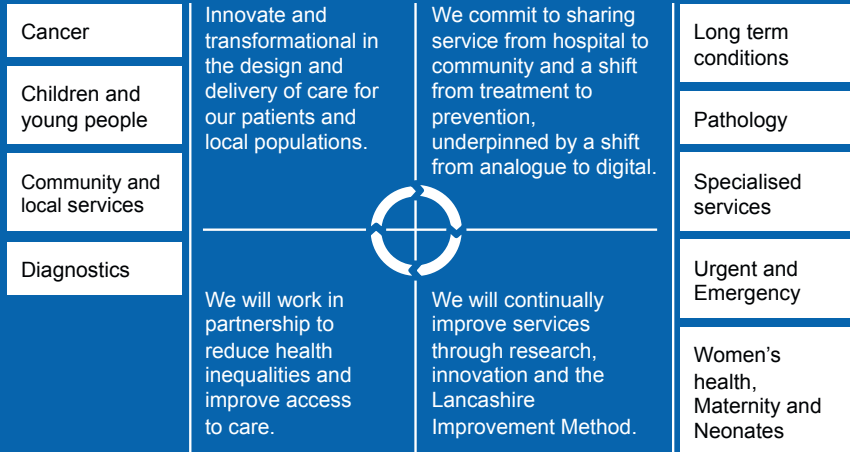 Cancer
Children and
young people
Community and
local services
Diagnostics
Innovate and
transformational in
the design and
delivery of care for
our patients and
local populations.
We commit to sharing
service from hospital to
community and a shift
from treatment to
prevention,
underpinned by a shift
from analogue to digital.
We will work in
partnership to
reduce health
inequalities and
improve access
to care.
We will continually
improve services
through research,
innovation and the
Lancashire
Improvement Method.
Long term
conditions
Pathology
Specialised
services
Urgent and
Emergency
Women’s
health,
Maternity and
Neonates